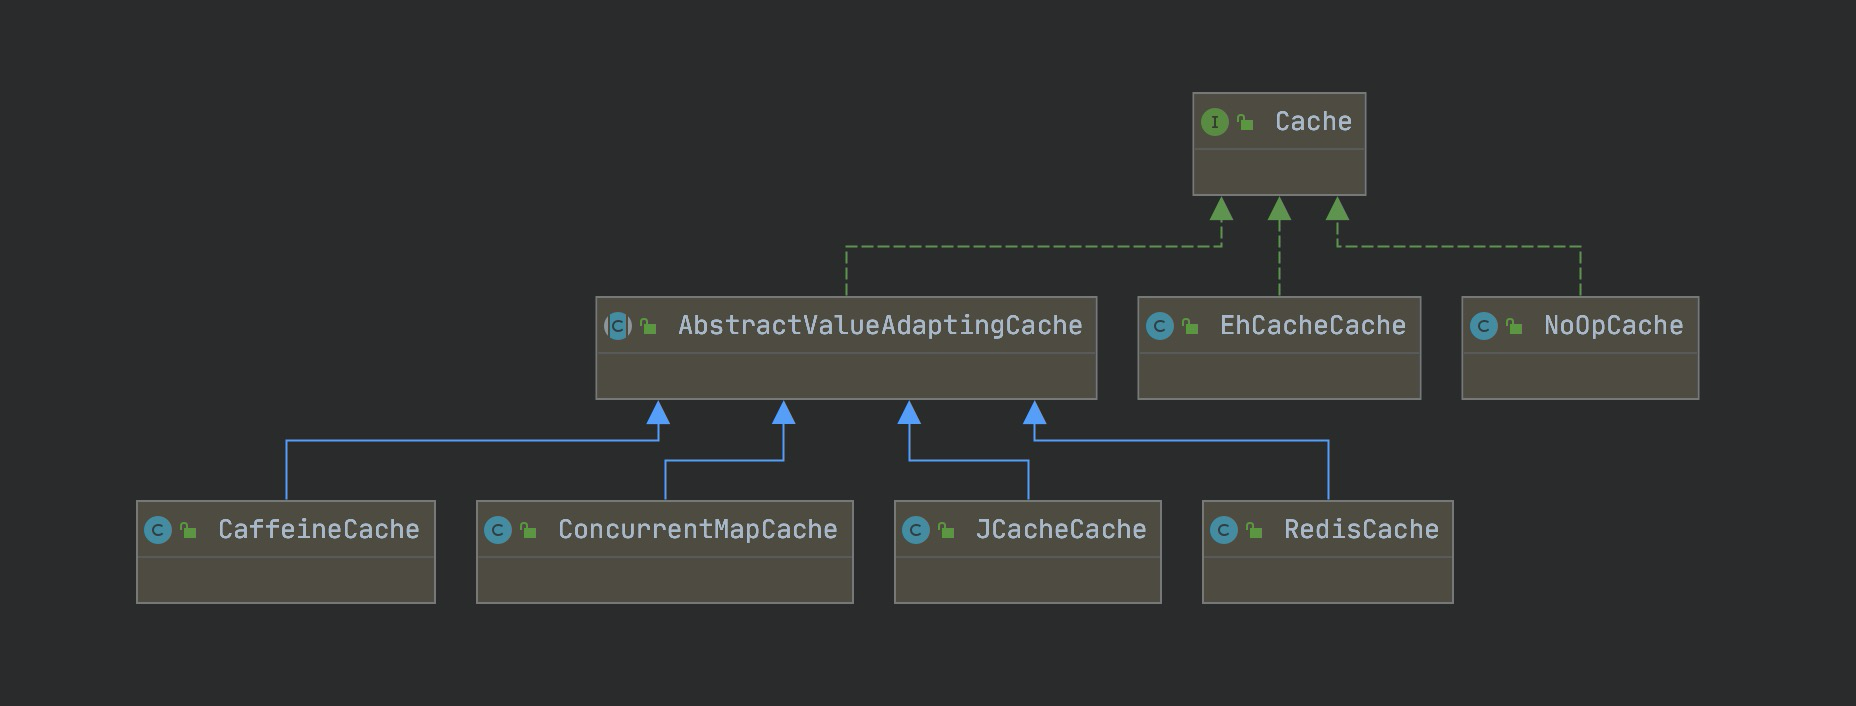 I Cache
C AbstractValueAdaptingCache
C EhCacheCache
C NoOpCache
C CaffeineCache
C ConcurrentMapCache
C JCacheCache
C RedisCache